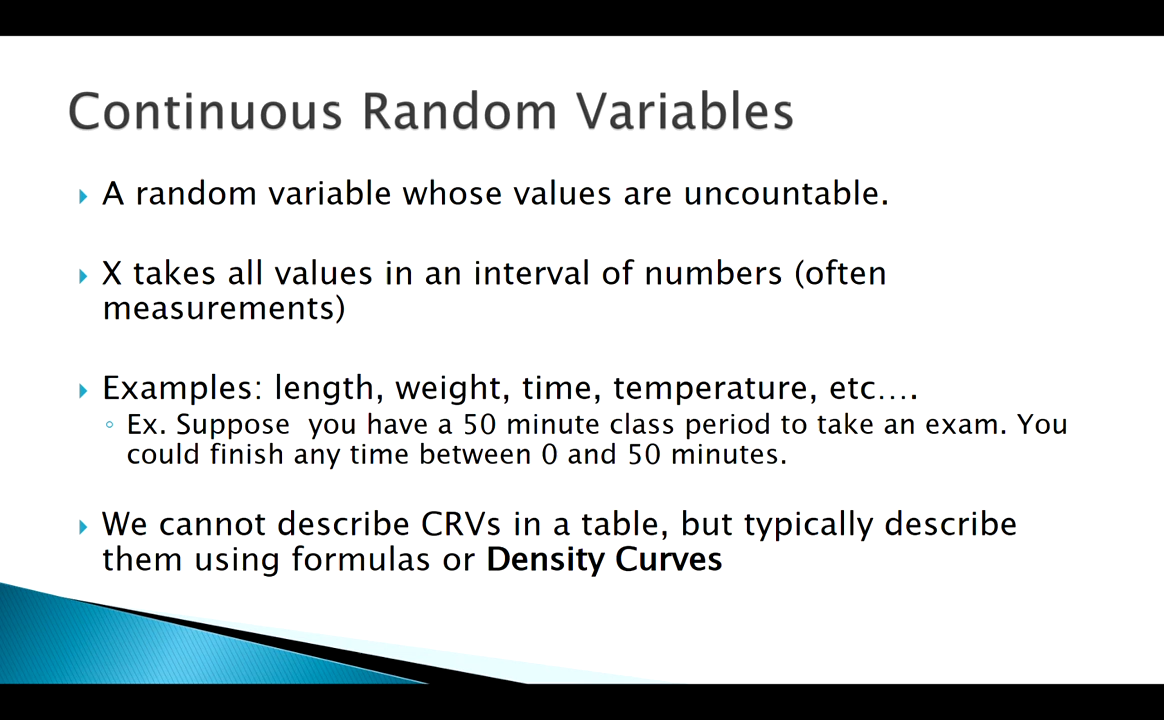 Continuous Random Variables
A random variable whose values are uncountable.
X takes all values in an interval of numbers (often
measurements)
Examples: length, weight, time, temperature, etc….
Ex. Suppose  you have a 50 minute class period to take an exam. You
could finish any time between 0 and 50 minutes.
We cannot describe CRVs in a table, but typically describe
them using formulas or Density Curves